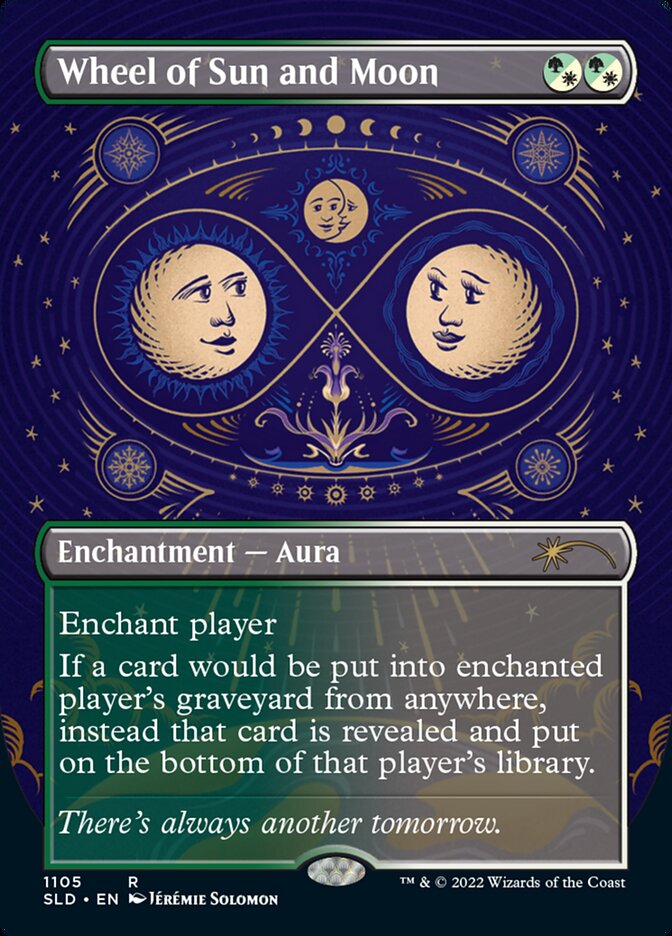 Wheel of Sun and Moon
Enchantment — Aura
Enchant player
If a card would be put into enchanted
player's graveyard from anywhere,
instead that card is revealed and put
on the bottom of that player's library.
There's always another tomorrow.
1105 R
SLD • EN Jérémie Solomon
™ & © 2022 Wizards of the Coast